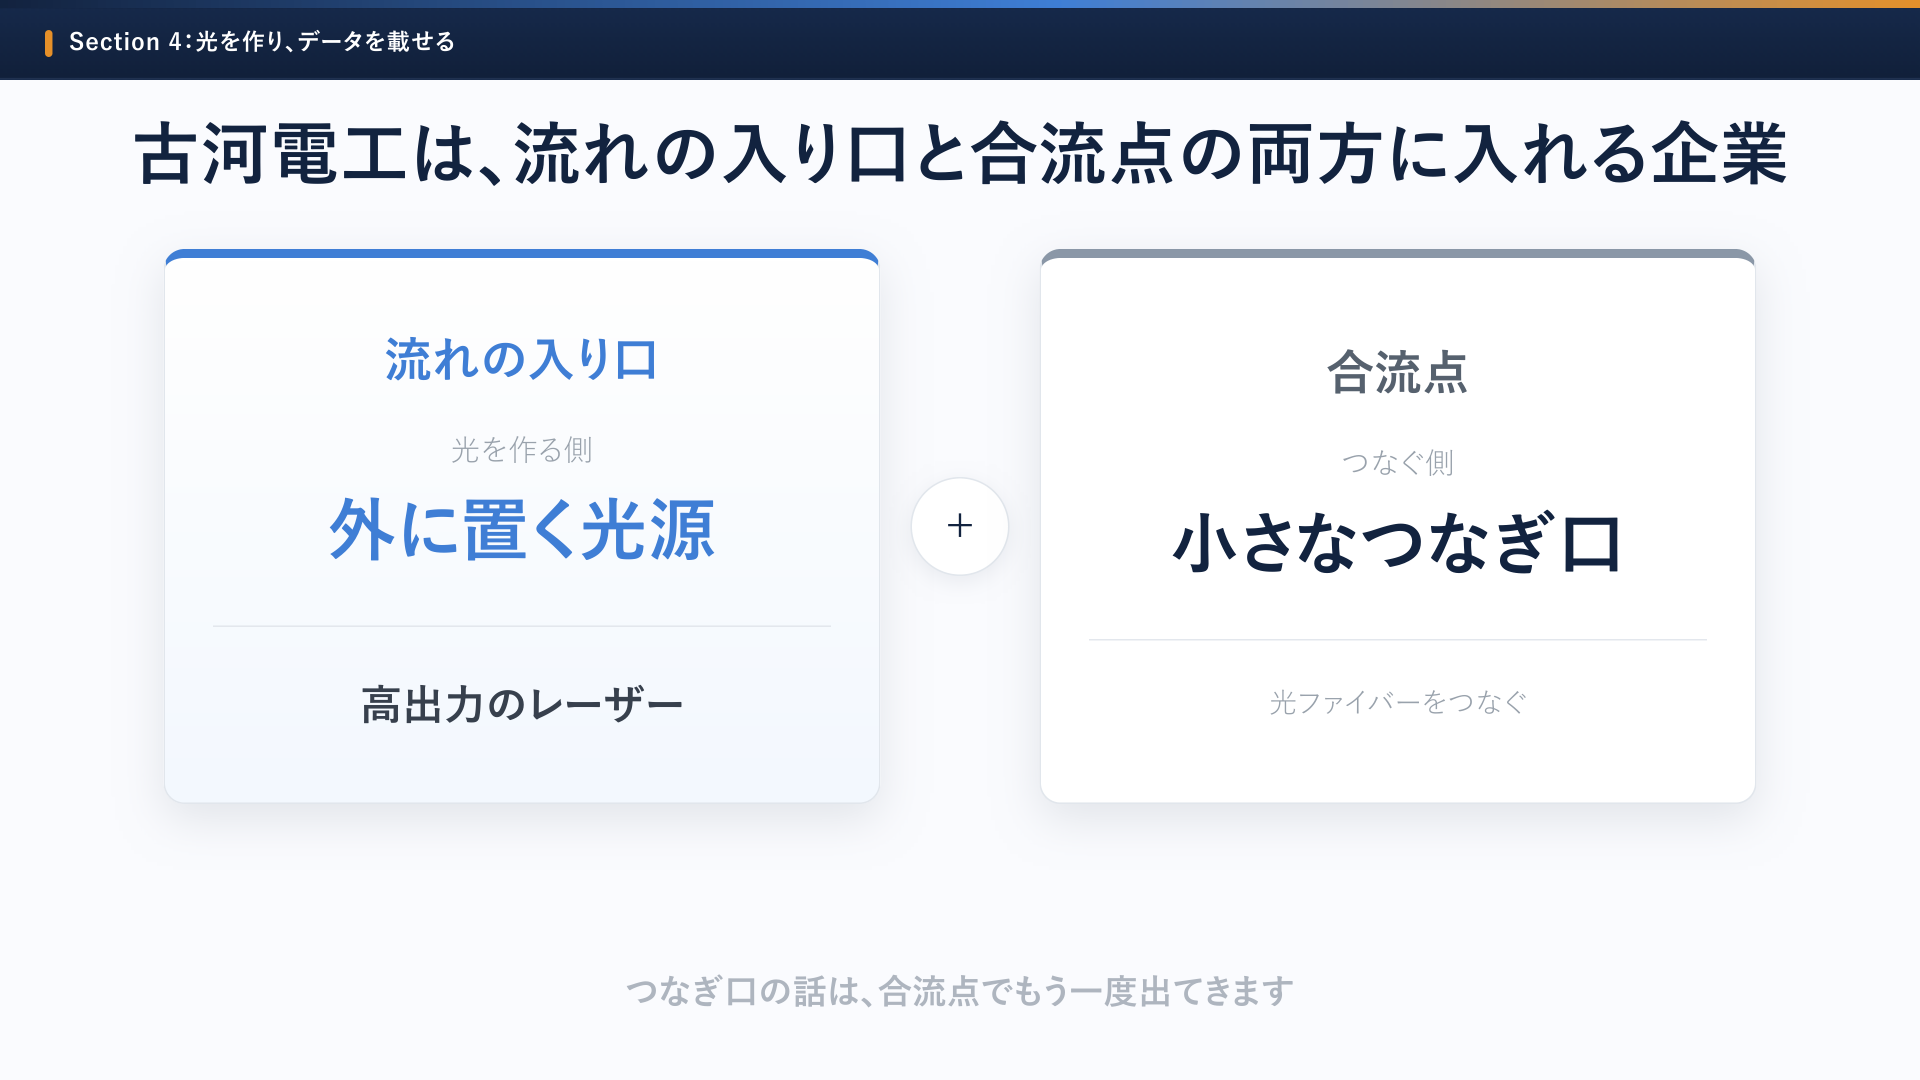 Section 4：光を作り、データを載せる
古河電工は、流れの入り口と合流点の両方に入れる企業
流れの入り口
光を作る側
外に置く光源
高出力のレーザー
+
合流点
つなぐ側
小さなつなぎ口
光ファイバーをつなぐ
つなぎ口の話は、合流点でもう一度出てきます